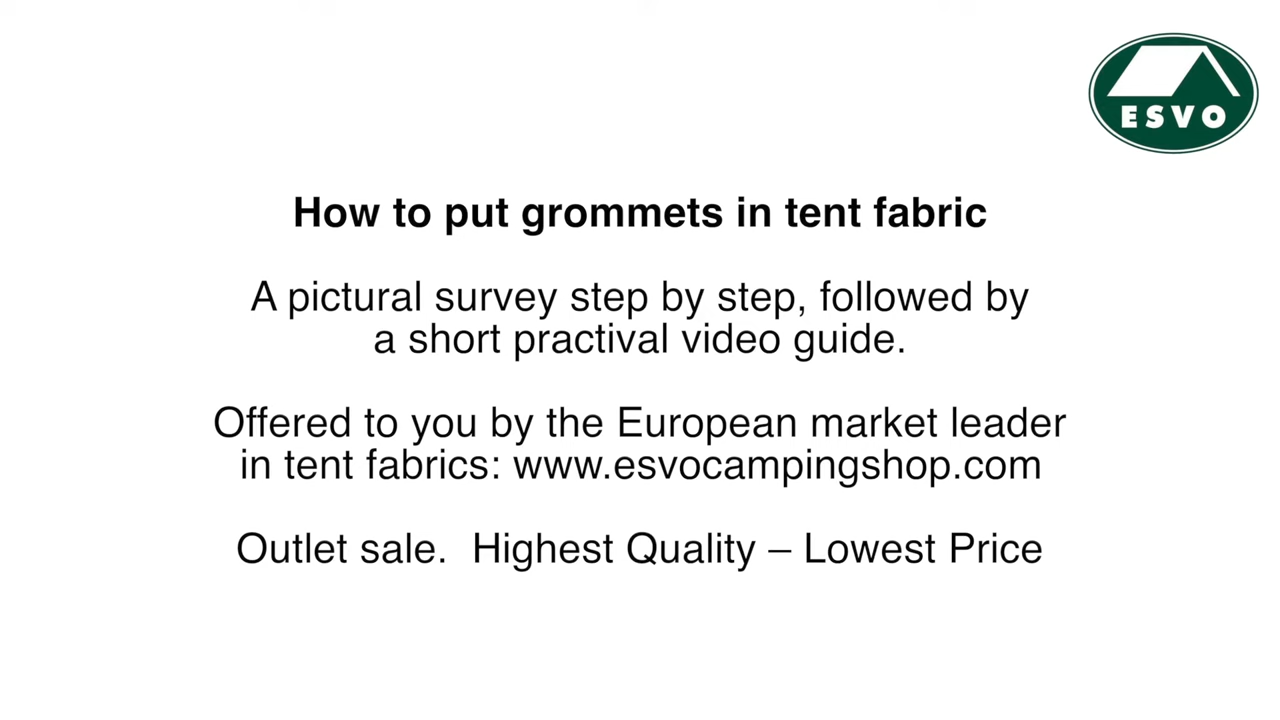 ESVO
How to put grommets in tent fabric
A pictural survey step by step, followed by
a short practival video guide.
Offered to you by the European market leader
in tent fabrics: www.esvocampingshop.com
Outlet sale.  Highest Quality – Lowest Price